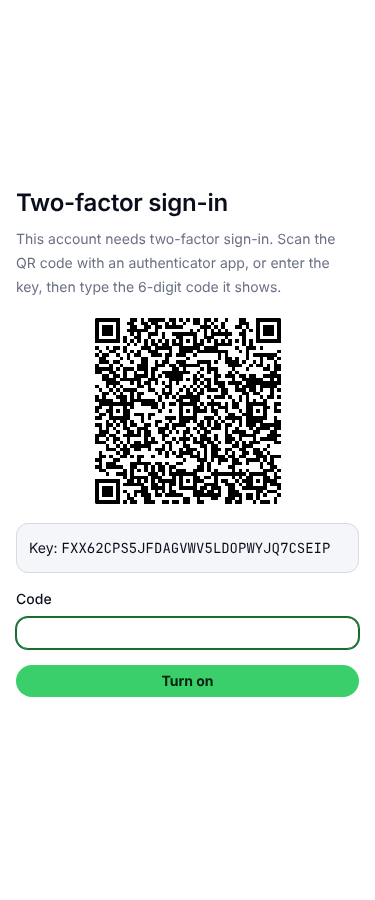 Two-factor sign-in
This account needs two-factor sign-in. Scan the
QR code with an authenticator app, or enter the
key, then type the 6-digit code it shows.
Key: FXX62CPS5JFDAGVWV5LDOPWYJQ7CSEIP
Code
Turn on